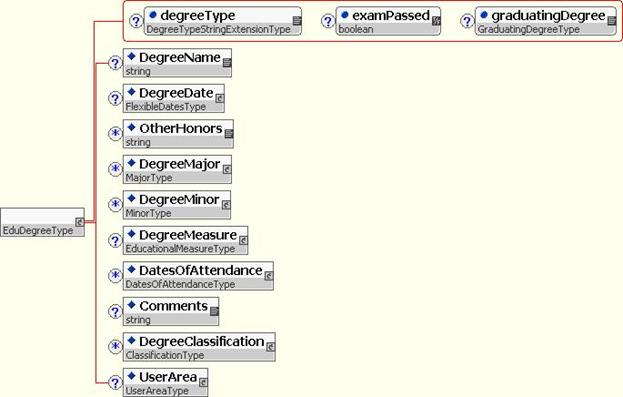 degreeType examPassed graduatingDegree
DegreeTypeStringExtensionType boolean GraduatingDegreeType
? ? ?
? DegreeName
string
? DegreeDate
FlexibleDatesType
* OtherHonors
string
* DegreeMajor
MajorType
* DegreeMinor
MinorType
EduDegreeType
? DegreeMeasure
EducationalMeasureType
* DatesOfAttendance
DatesOfAttendanceType
? Comments
string
* DegreeClassification
ClassificationType
? UserArea
UserAreaType